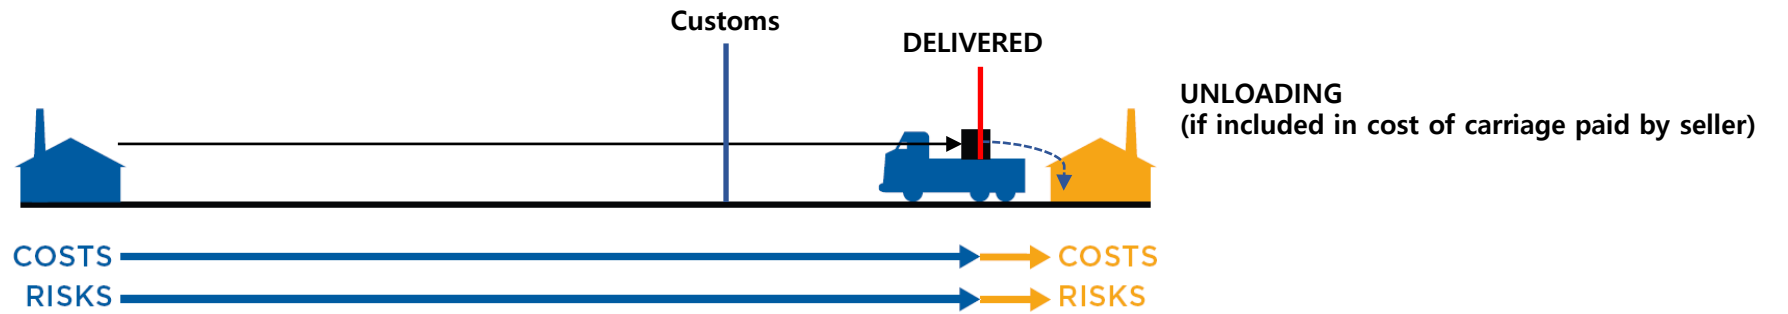 Customs
DELIVERED
UNLOADING
(if included in cost of carriage paid by seller)
COSTS COSTS
RISKS RISKS